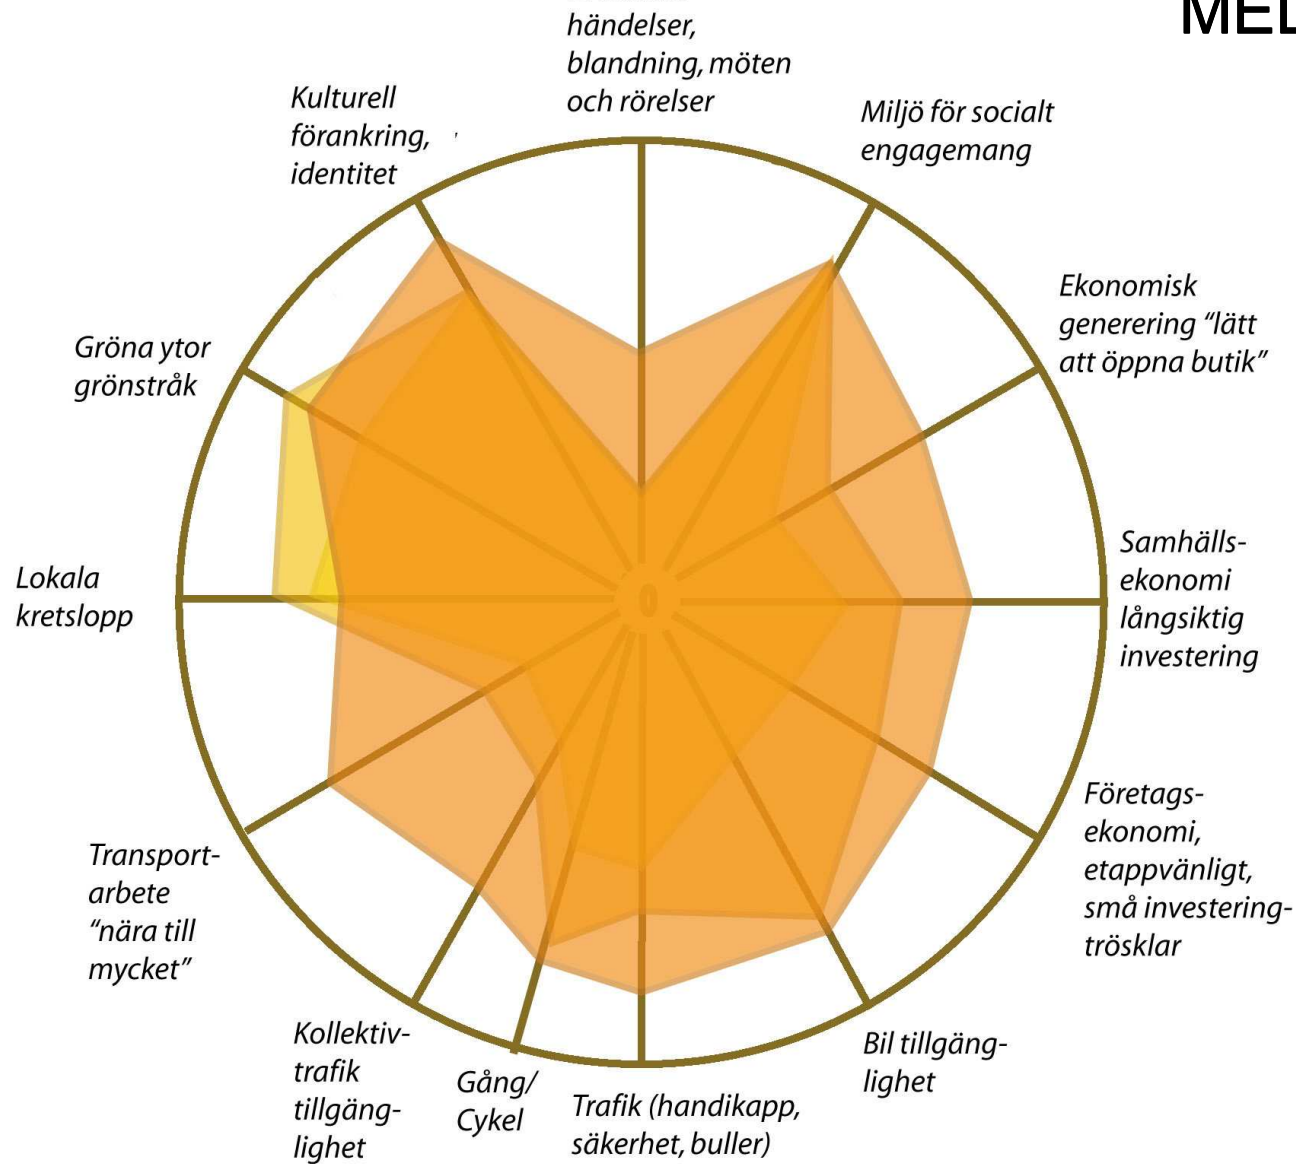 händelser,
blandning, möten
och rörelser
Miljö för socialt
engagemang
Ekonomisk
generering “lätt
att öppna butik”
Samhälls-
ekonomi
långsiktig
investering
Företags-
ekonomi,
etappvänligt,
små investering-
trösklar
Bil tillgäng-
lighet
Trafik (handikapp,
säkerhet, buller)
Gång/
Cykel
Kollektiv-
trafik
tillgäng-
lighet
Transport-
arbete
“nära till
mycket”
Lokala
kretslopp
Gröna ytor
grönstråk
Kulturell
förankring,
identitet
0